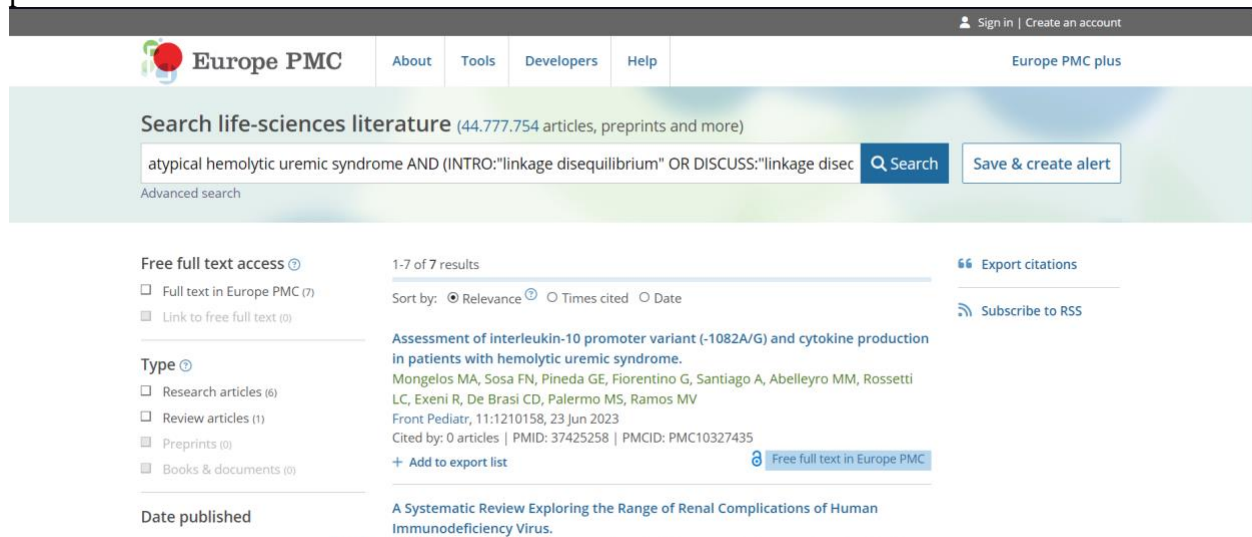 Sign in | Create an account
Europe PMC
About
Tools
Developers
Help
Europe PMC plus
Search life-sciences literature (44.777.754 articles, preprints and more)
atypical hemolytic uremic syndrome AND (INTRO:"linkage disequilibrium" OR DISCUSS:"linkage disec
Search
Save & create alert
Advanced search
Free full text access ?
Full text in Europe PMC (7)
Link to free full text (0)
Type ?
Research articles (6)
Review articles (1)
Preprints (0)
Books & documents (0)
Date published
1-7 of 7 results
Sort by: Relevance ? Times cited Date
Assessment of interleukin-10 promoter variant (-1082A/G) and cytokine production
in patients with hemolytic uremic syndrome.
Mongelos MA, Sosa FN, Pineda GE, Fiorentino G, Santiago A, Abelleyro MM, Rossetti
LC, Exeni R, De Brasi CD, Palermo MS, Ramos MV
Front Pediatr, 11:1210158, 23 Jun 2023
Cited by: 0 articles | PMID: 37425258 | PMCID: PMC10327435
+ Add to export list
Free full text in Europe PMC
A Systematic Review Exploring the Range of Renal Complications of Human
Immunodeficiency Virus.
Export citations
Subscribe to RSS